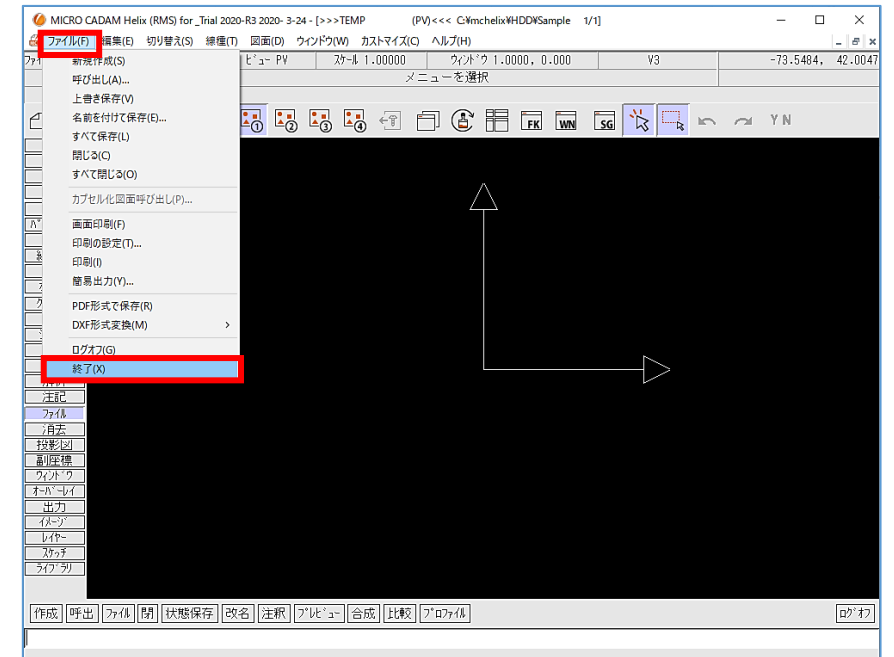 MICRO CADAM Helix (RMS) for _Trial 2020-R3 2020- 3-24 - [>>>TEMP (PV)<<< C:¥mchelix¥HDD¥Sample 1/1]
ファイル(F) 編集(E) 切り替え(S) 線種(T) 図面(D) ウィンドウ(W) カストマイズ(C) ヘルプ(H)
ビュー PV スケール 1.00000 ウィンドウ 1.0000, 0.000 V3 -73.5484, 42.0047
メニューを選択
新規作成(S)
呼び出し(A)...
上書き保存(V)
名前を付けて保存(E)...
すべて保存(L)
閉じる(C)
すべて閉じる(O)
カプセル化図面呼び出し(P)...
画面印刷(F)
印刷の設定(T)...
印刷(I)
簡易出力(Y)...
PDF形式で保存(R)
DXF形式変換(M)
ログオフ(G)
終了(X)
① ② ③ ④ FK WN SG Y N
注記
ファイル
消去
投影図
副座標
ウィンドウ
オーバーレイ
出力
イメージ
レイヤー
スケッチ
ライブラリ
作成 呼出 ファイル 閉 状態保存 改名 注釈 プレビュー 合成 比較 プロファイル ログオフ